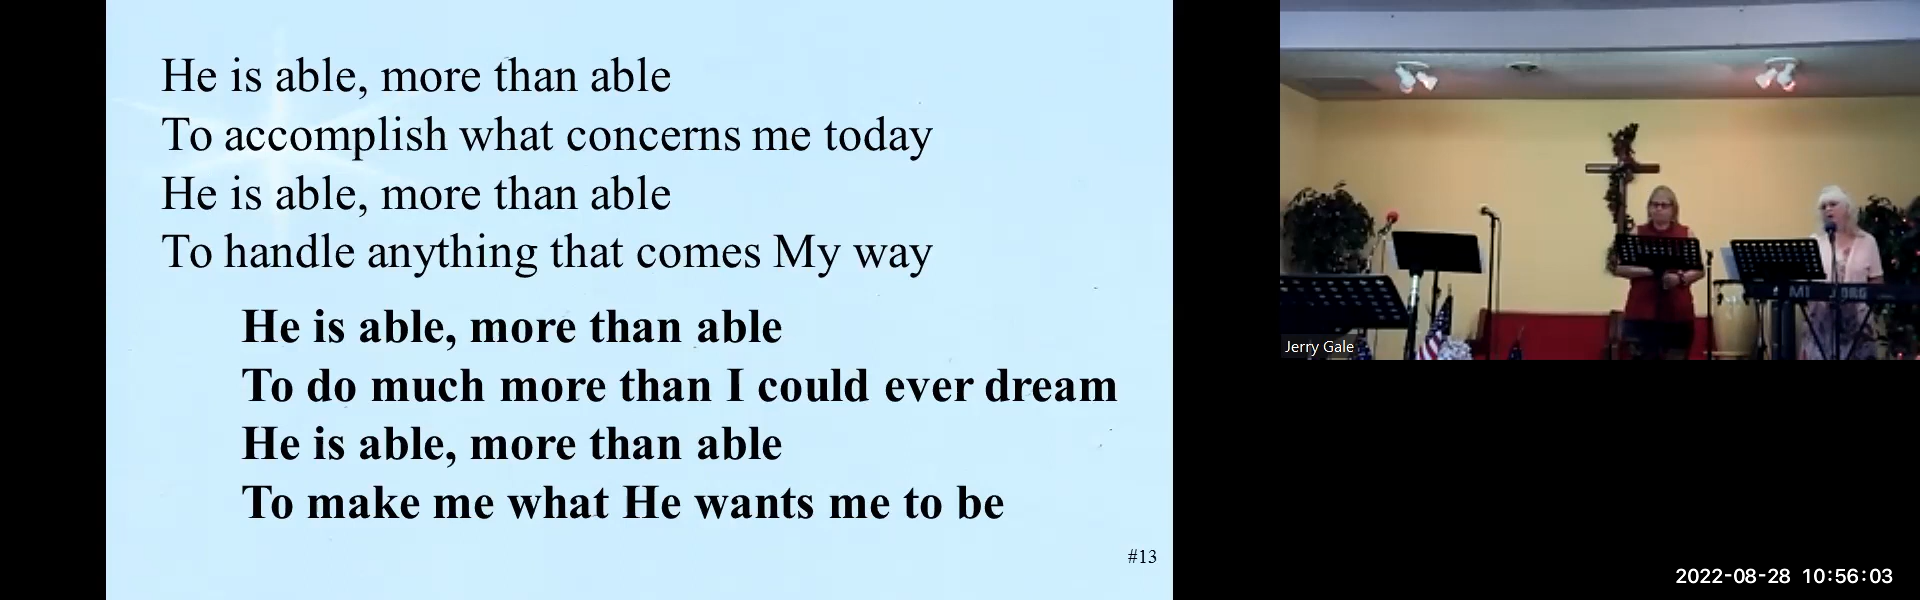 He is able, more than able
To accomplish what concerns me today
He is able, more than able
To handle anything that comes My way
He is able, more than able
To do much more than I could ever dream
He is able, more than able
To make me what He wants me to be
#13
Jerry Gale
M1 KORG
2022-08-28 10:56:03